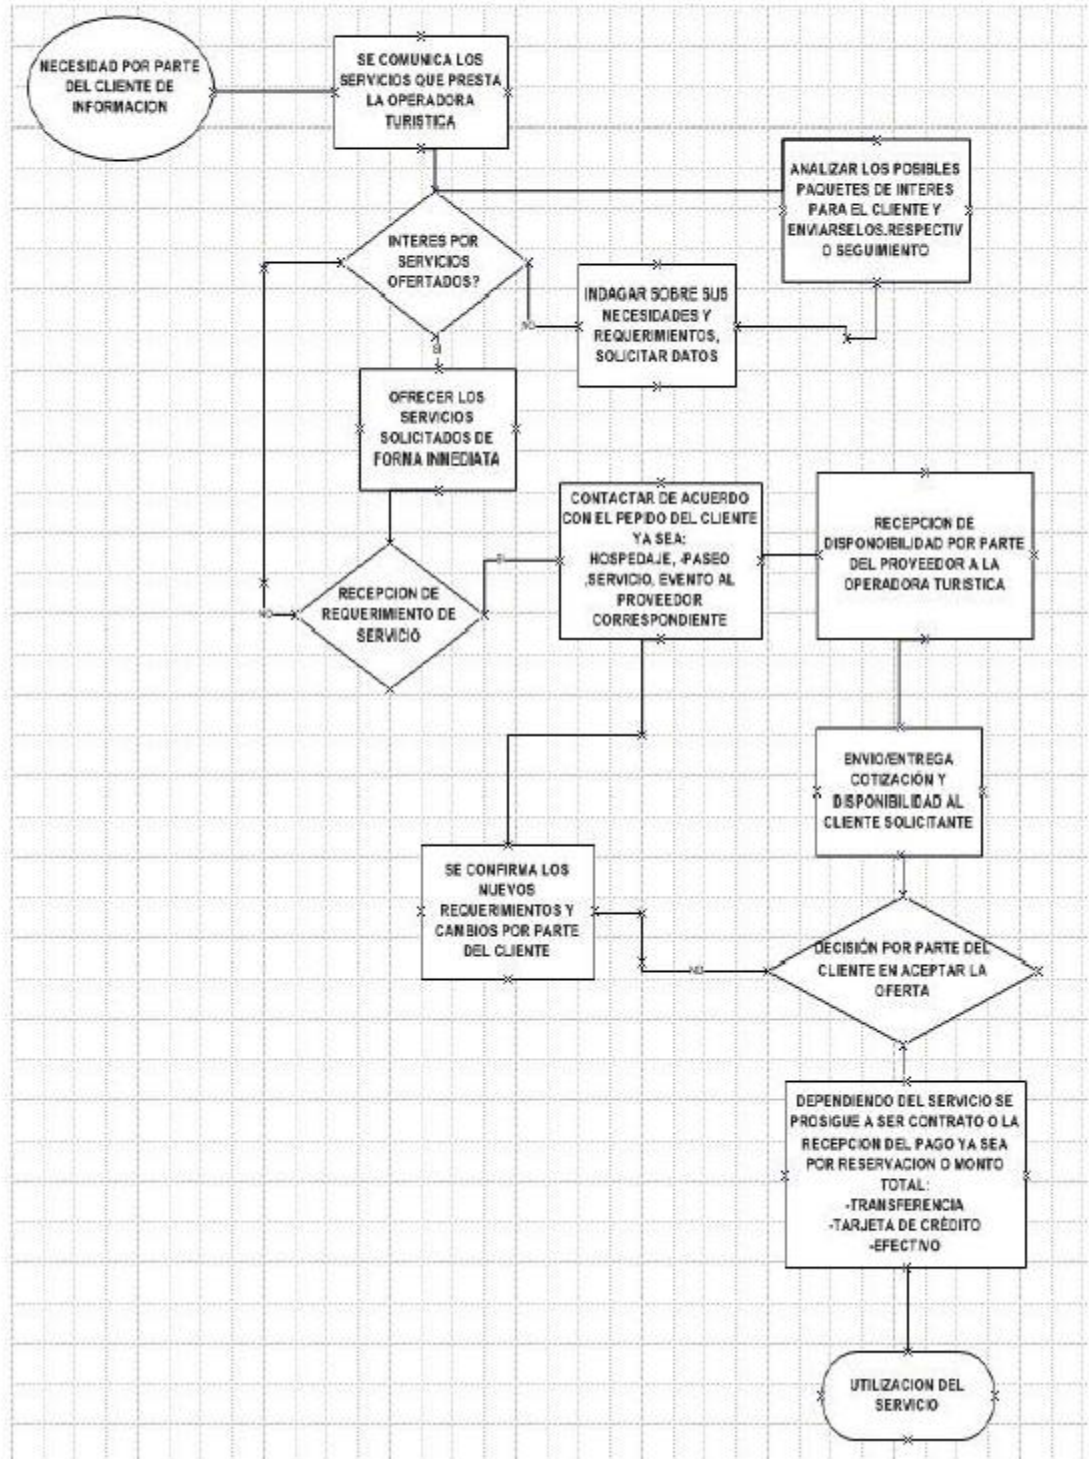 NECESIDAD POR PARTE
DEL CLIENTE DE
INFORMACION
SE COMUNICA LOS
SERVICIOS QUE PRESTA
LA OPERADORA
TURISTICA
ANALIZAR LOS POSIBLES
PAQUETES DE INTERES
PARA EL CLIENTE Y
ENVIARSELOS.RESPECTIV
O SEGUIMIENTO
INTERES POR
SERVICIOS
OFERTADOS?
NO
INDAGAR SOBRE SUS
NECESIDADES Y
REQUERIMIENTOS,
SOLICITAR DATOS
SI
OFRECER LOS
SERVICIOS
SOLICITADOS DE
FORMA INMEDIATA
RECEPCION DE
REQUERIMIENTO DE
SERVICIO
NO
SI
CONTACTAR DE ACUERDO
CON EL PEPIDO DEL CLIENTE
YA SEA:
HOSPEDAJE, -PASEO
,SERVICIO, EVENTO AL
PROVEEDOR
CORRESPONDIENTE
RECEPCION DE
DISPONOIBILIDAD POR PARTE
DEL PROVEEDOR A LA
OPERADORA TURISTICA
ENVIO/ENTREGA
COTIZACIÓN Y
DISPONIBILIDAD AL
CLIENTE SOLICITANTE
SE CONFIRMA LOS
NUEVOS
REQUERIMIENTOS Y
CAMBIOS POR PARTE
DEL CLIENTE
NO
DECISIÓN POR PARTE DEL
CLIENTE EN ACEPTAR LA
OFERTA
DEPENDIENDO DEL SERVICIO SE
PROSIGUE A SER CONTRATO O LA
RECEPCION DEL PAGO YA SEA
POR RESERVACION O MONTO
TOTAL:
-TRANSFERENCIA
-TARJETA DE CRÉDITO
-EFECTIVO
UTILIZACION DEL
SERVICIO